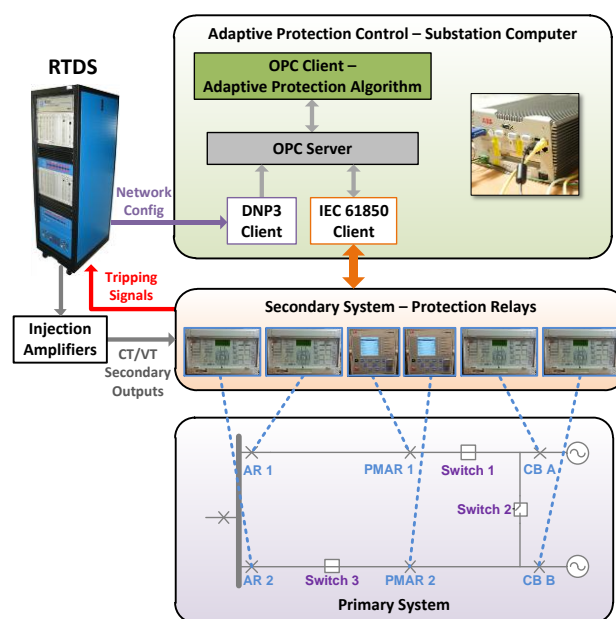 Adaptive Protection Control – Substation Computer
RTDS
OPC Client –
Adaptive Protection Algorithm
OPC Server
Network
Config
DNP3
Client
IEC 61850
Client
Tripping
Signals
Secondary System – Protection Relays
Injection
Amplifiers
CT/VT
Secondary
Outputs
AR 1
PMAR 1
Switch 1
CB A
Switch 2
AR 2
Switch 3
PMAR 2
CB B
Primary System